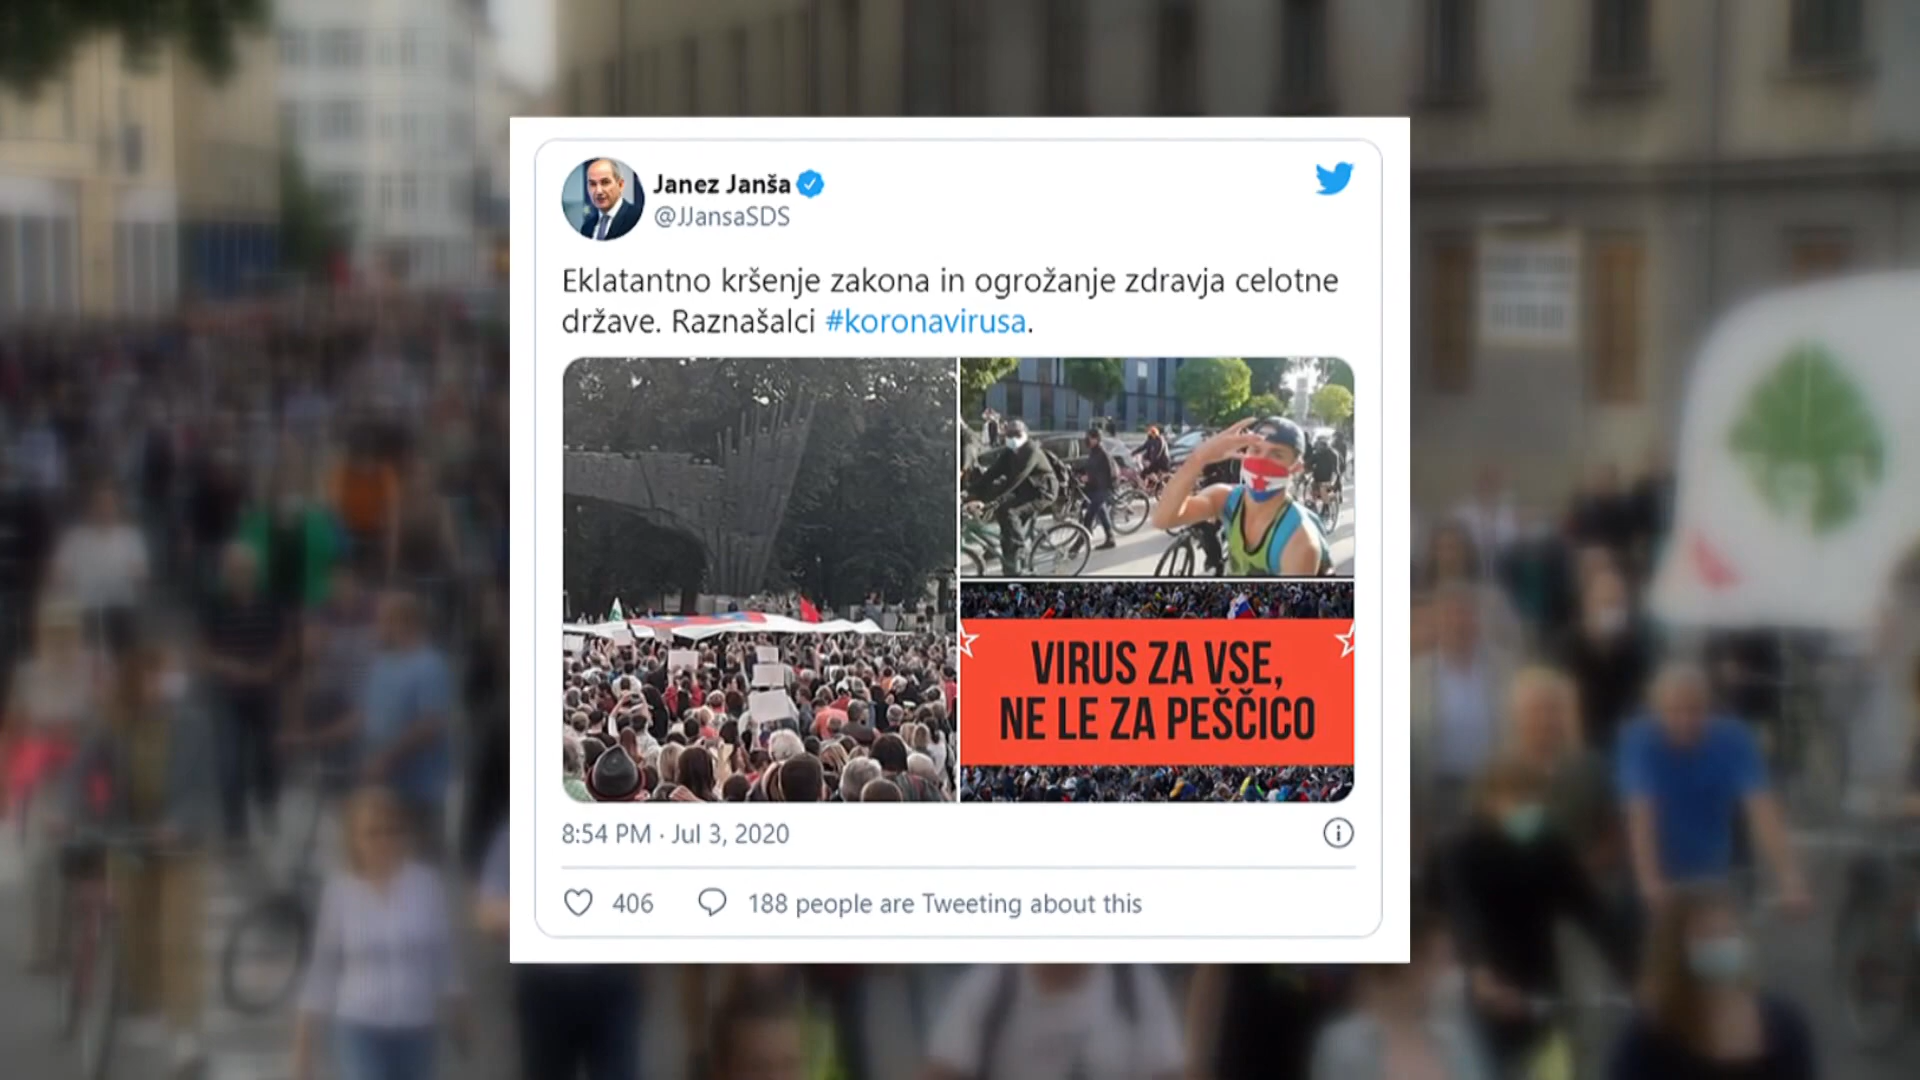 Janez Janša
@JJansaSDS
Eklatantno kršenje zakona in ogrožanje zdravja celotne
države. Raznašalci #koronavirusa.
VIRUS ZA VSE,
NE LE ZA PEŠČICO
8:54 PM · Jul 3, 2020
406
188 people are Tweeting about this